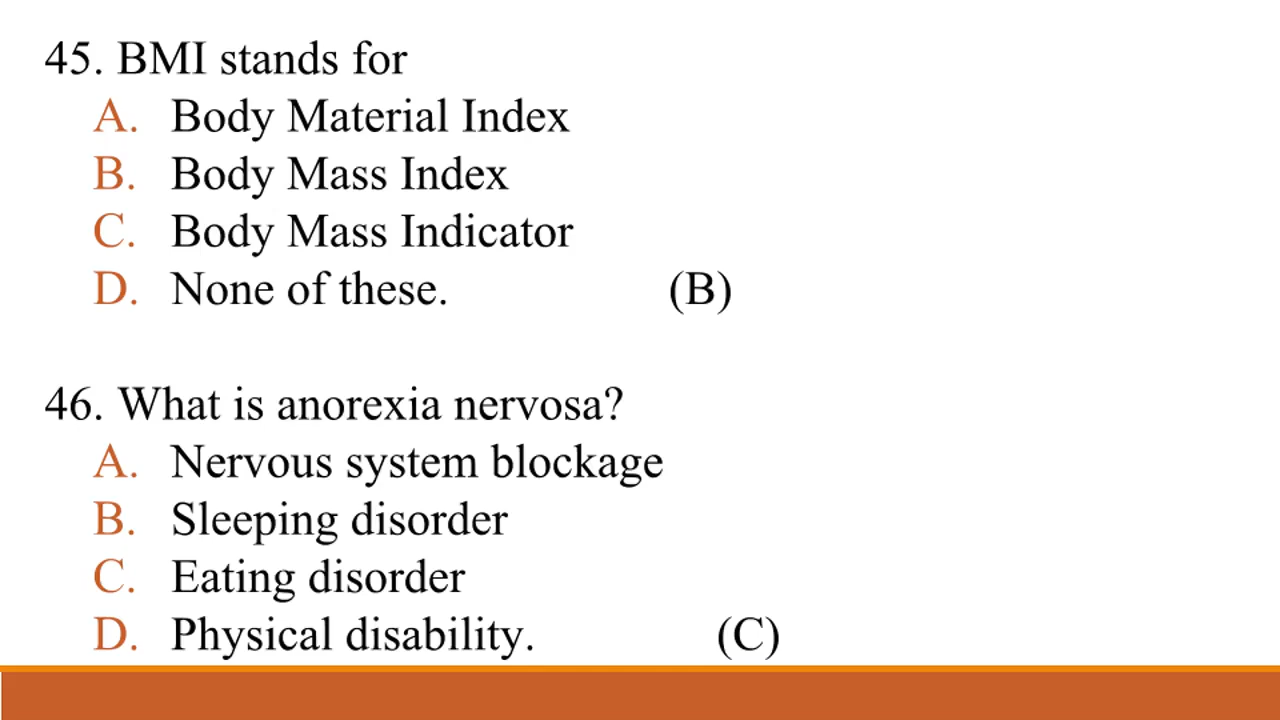 45. BMI stands for
A. Body Material Index
B. Body Mass Index
C. Body Mass Indicator
D. None of these. (B)
46. What is anorexia nervosa?
A. Nervous system blockage
B. Sleeping disorder
C. Eating disorder
D. Physical disability. (C)